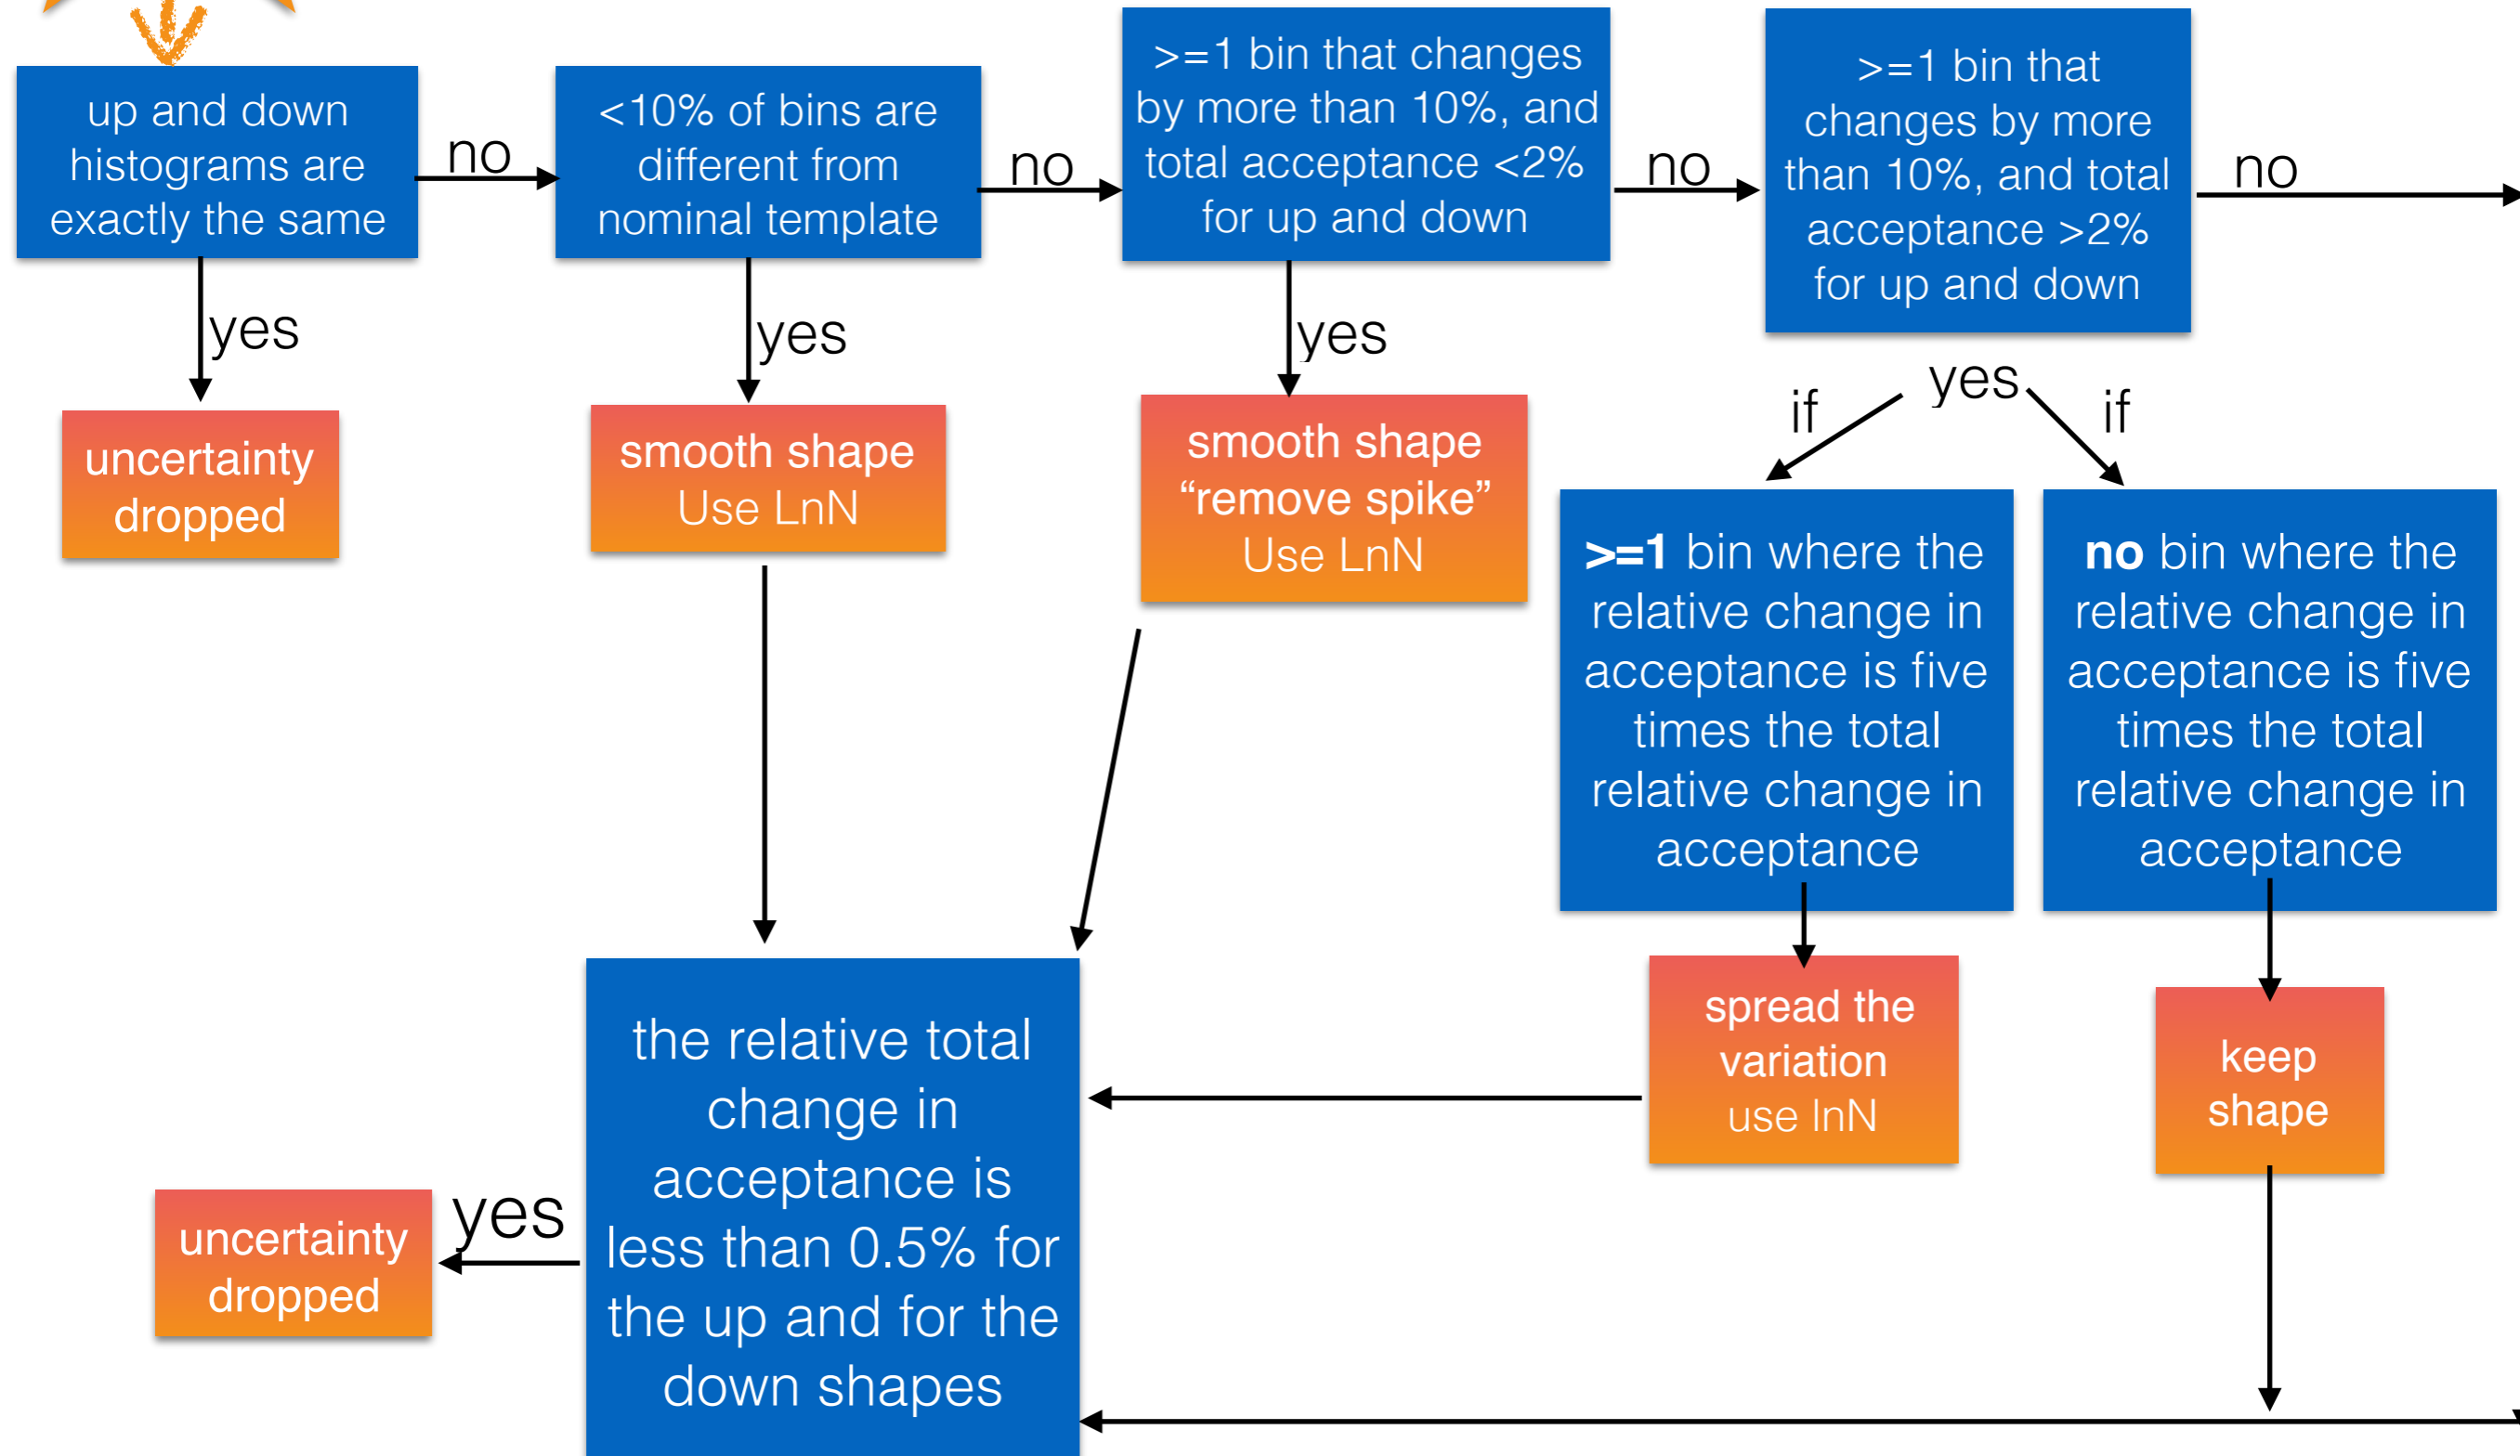 up and down
histograms are
exactly the same
no
<10% of bins are
different from
nominal template
no
>=1 bin that changes
by more than 10%, and
total acceptance <2%
for up and down
no
>=1 bin that
changes by more
than 10%, and total
acceptance >2%
for up and down
no
yes
yes
yes
if
yes
if
uncertainty
dropped
smooth shape
Use LnN
smooth shape
“remove spike”
Use LnN
>=1 bin where the
relative change in
acceptance is five
times the total
relative change in
acceptance
no bin where the
relative change in
acceptance is five
times the total
relative change in
acceptance
spread the
variation
use lnN
keep
shape
the relative total
change in
acceptance is
less than 0.5% for
the up and for the
down shapes
yes
uncertainty
dropped